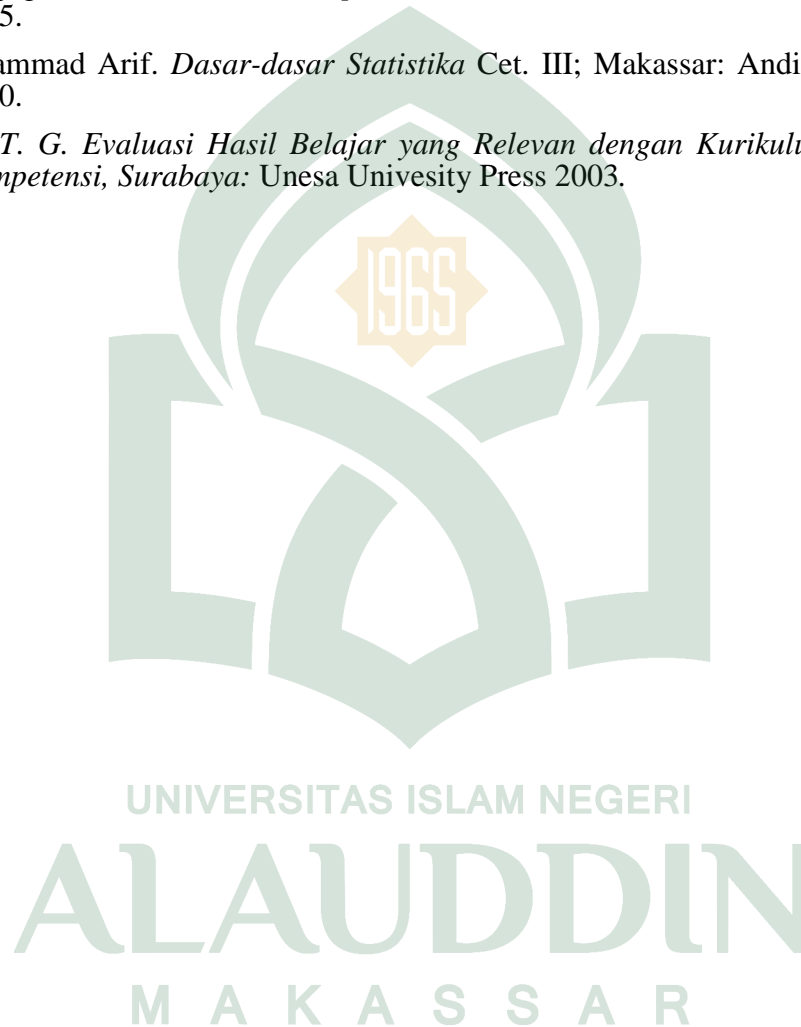 5.
ammad Arif. Dasar-dasar Statistika Cet. III; Makassar: Andi
0.
T. G. Evaluasi Hasil Belajar yang Relevan dengan Kurikulu
mpetensi, Surabaya: Unesa Univesity Press 2003.
1965
UNIVERSITAS ISLAM NEGERI
ALAUDDIN
MAKASSAR